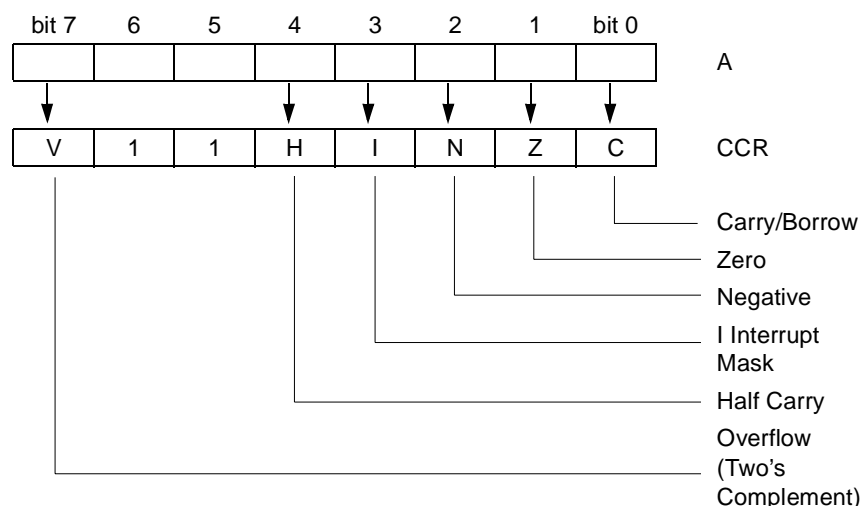 bit 7 6 5 4 3 2 1 bit 0
A
V 1 1 H I N Z C
CCR
Carry/Borrow
Zero
Negative
I Interrupt
Mask
Half Carry
Overflow
(Two's
Complement)